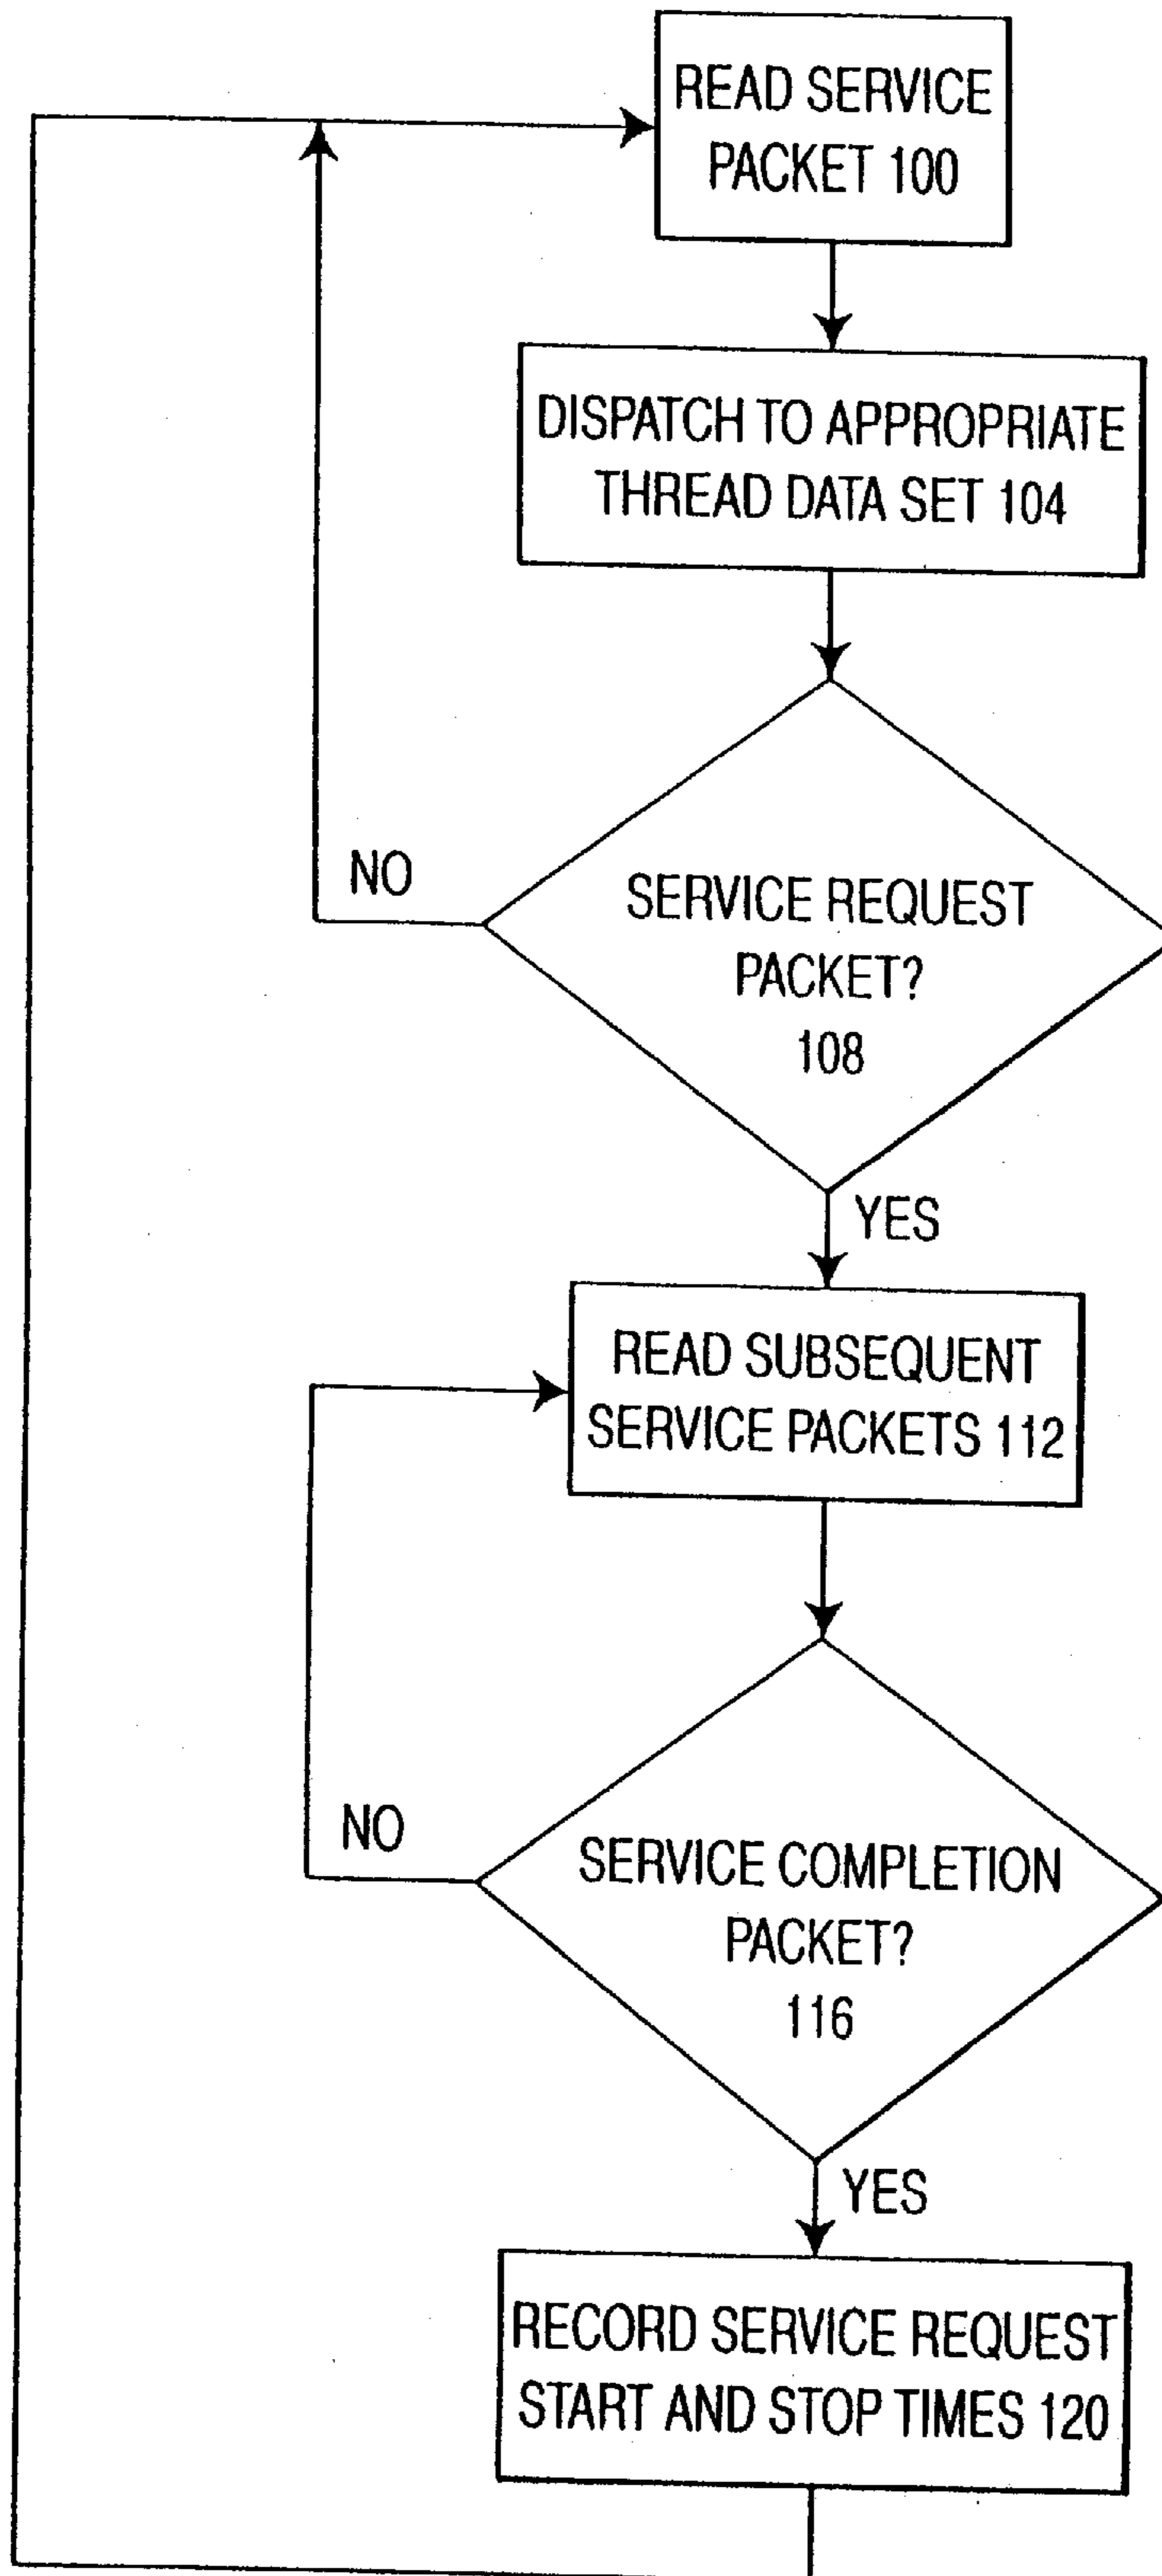 READ SERVICE
PACKET 100
DISPATCH TO APPROPRIATE
THREAD DATA SET 104
NO
SERVICE REQUEST
PACKET?
108
YES
READ SUBSEQUENT
SERVICE PACKETS 112
NO
SERVICE COMPLETION
PACKET?
116
YES
RECORD SERVICE REQUEST
START AND STOP TIMES 120